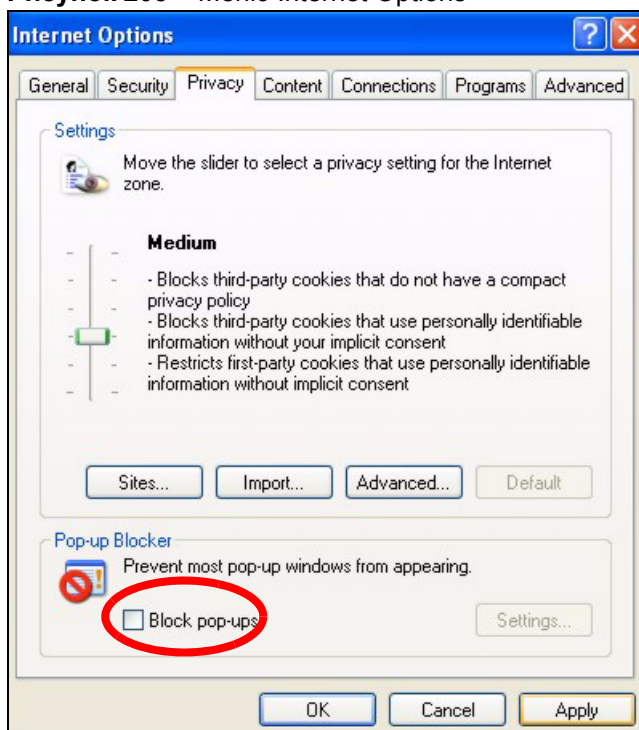 Internet Options
General Security Privacy Content Connections Programs Advanced
Settings
Move the slider to select a privacy setting for the Internet
zone.
Medium
- Blocks third-party cookies that do not have a compact
privacy policy
- Blocks third-party cookies that use personally identifiable
information without your implicit consent
- Restricts first-party cookies that use personally identifiable
information without implicit consent
Sites... Import... Advanced... Default
Pop-up Blocker
Prevent most pop-up windows from appearing.
Block pop-ups Settings...
OK Cancel Apply